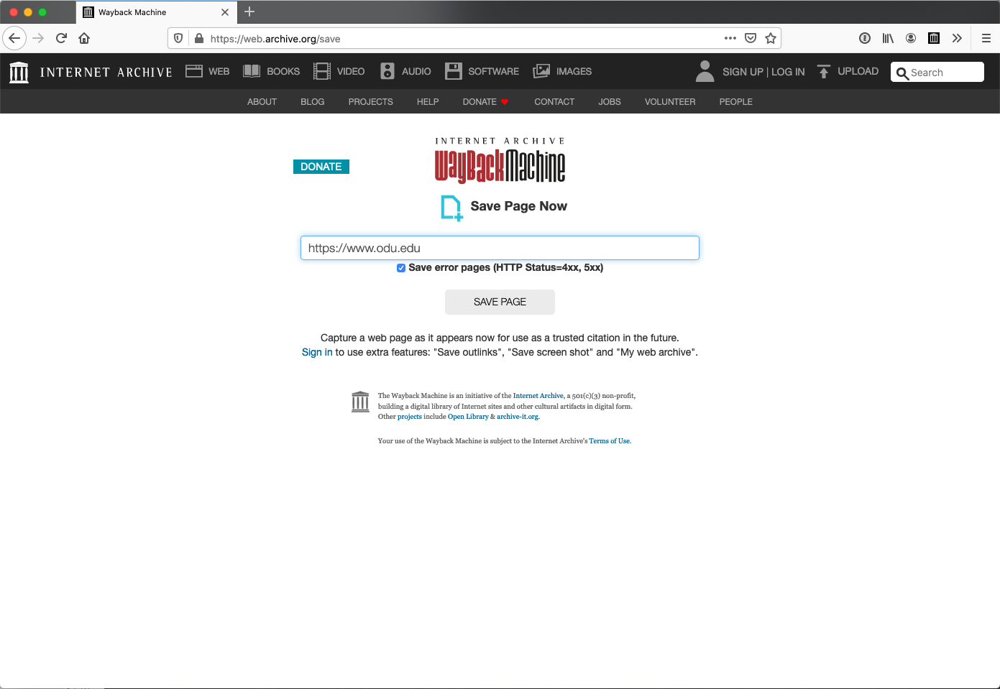 Wayback Machine
https://web.archive.org/save
INTERNET ARCHIVE WEB BOOKS VIDEO AUDIO SOFTWARE IMAGES SIGN UP | LOG IN UPLOAD Search
ABOUT BLOG PROJECTS HELP DONATE CONTACT JOBS VOLUNTEER PEOPLE
INTERNET ARCHIVE
DONATE
WayBackMachine
Save Page Now
https://www.odu.edu
Save error pages (HTTP Status=4xx, 5xx)
SAVE PAGE
Capture a web page as it appears now for use as a trusted citation in the future.
Sign in to use extra features: "Save outlinks", "Save screen shot" and "My web archive".
The Wayback Machine is an initiative of the Internet Archive, a 501(c)(3) non-profit,
building a digital library of Internet sites and other cultural artifacts in digital form.
Other projects include Open Library & archive-it.org.
Your use of the Wayback Machine is subject to the Internet Archive's Terms of Use.